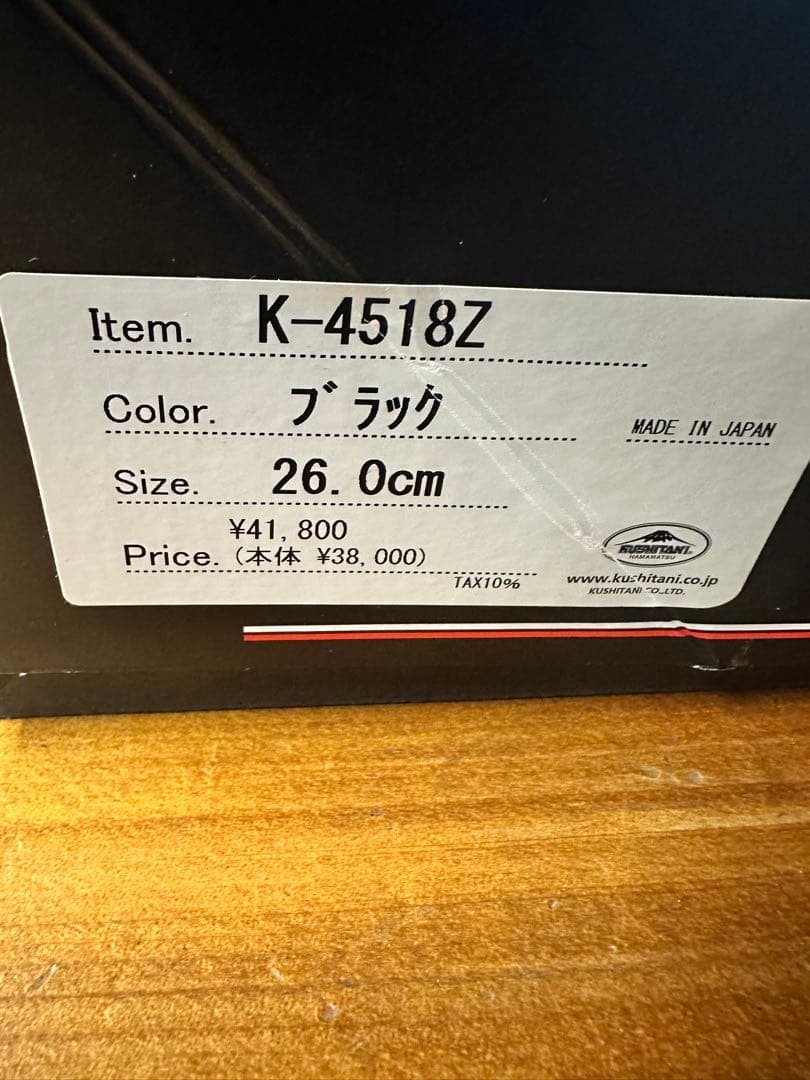 Item. K-4518Z
Color. ﾌﾞﾗｯｸ
MADE IN JAPAN
Size. 26.0cm
¥41,800
Price. (本体 ¥38,000)
TAX10%
KUSHITANI
HAMAMATSU
www.kushitani.co.jp
KUSHITANI CO.,LTD.